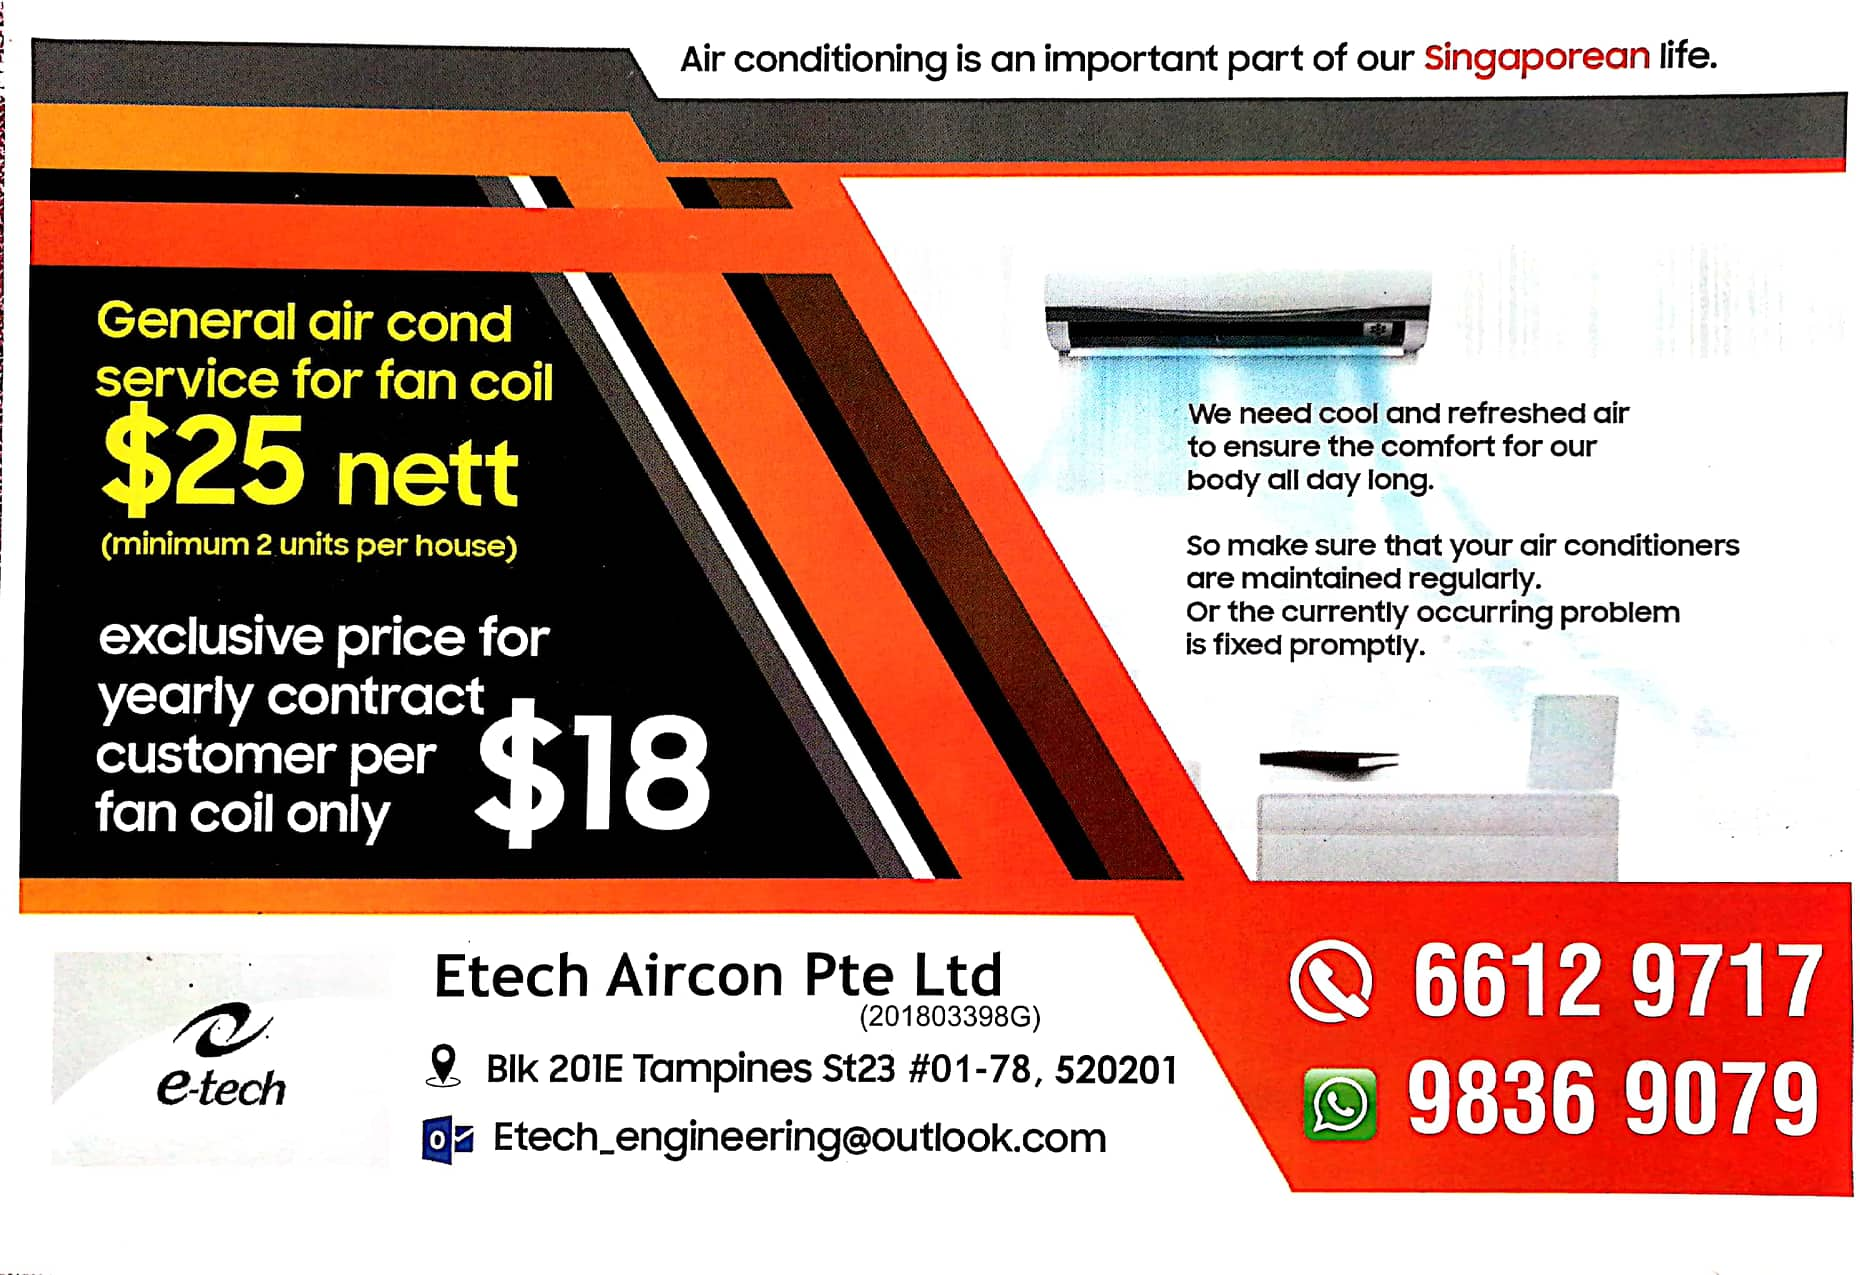 Air conditioning is an important part of our Singaporean life.
General air cond
service for fan coil
$25 nett
(minimum 2 units per house)
exclusive price for
yearly contract
customer per
fan coil only
$18
We need cool and refreshed air
to ensure the comfort for our
body all day long.
So make sure that your air conditioners
are maintained regularly.
Or the currently occurring problem
is fixed promptly.
e-tech
Etech Aircon Pte Ltd
(201803398G)
Blk 201E Tampines St23 #01-78, 520201
Etech_engineering@outlook.com
6612 9717
9836 9079